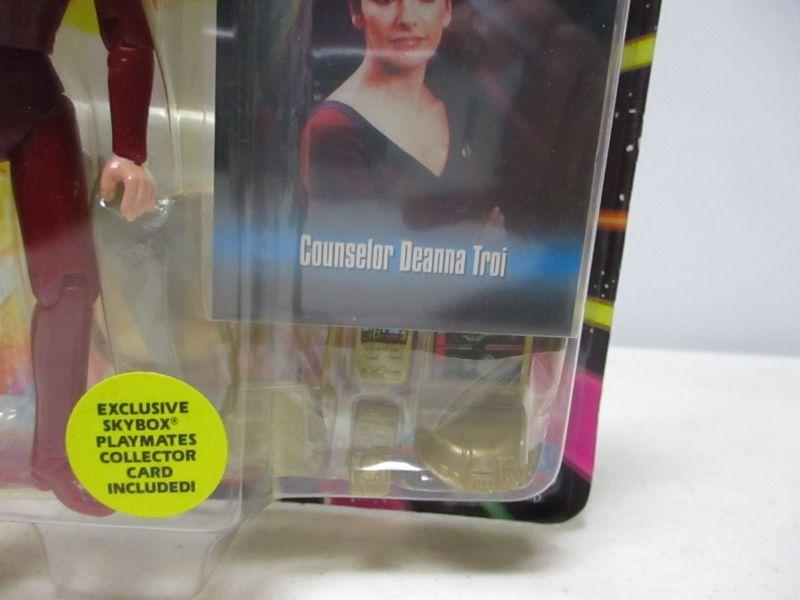 Counselor Deanna Troi
EXCLUSIVE
SKYBOX®
PLAYMATES
COLLECTOR
CARD
INCLUDED!